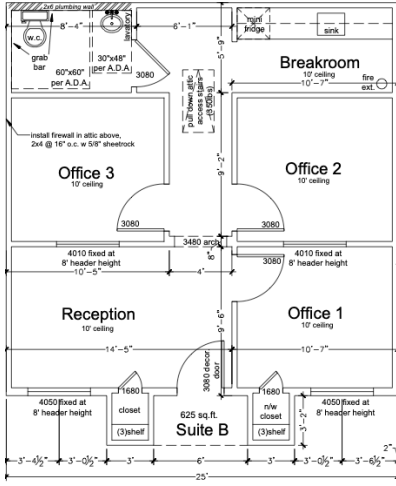 2x6 plumbing wall
8'-4"
6'-1"
w.c.
lavatory
grab
bar
60"x60"
per A.D.A.
30"x48"
per A.D.A.
3080
5'-9"
mini
fridge
sink
Breakroom
10' ceiling
10'-7"
fire
ext.
pull down attic
access stairs
(350lbs)
install firewall in attic above,
2x4 @ 16" o.c. w 5/8" sheetrock
Office 3
10' ceiling
9'-2"
Office 2
10' ceiling
3080
3080
3480 arch
4010 fixed at
8' header height
10'-5"
4'
8"
3080
4010 fixed at
8' header height
Reception
10' ceiling
9'-6"
Office 1
10' ceiling
14'-5"
10'-7"
3080 decor
door
4050 fixed at
8' header height
1680
closet
(3)shelf
625 sq.ft.
Suite B
1680
n/w
closet
(3)shelf
4050 fixed at
8' header height
3'-2"
2"
3'-4½"
3'-0½"
3'
6'
3'
3'-0½"
3'-6½"
25'